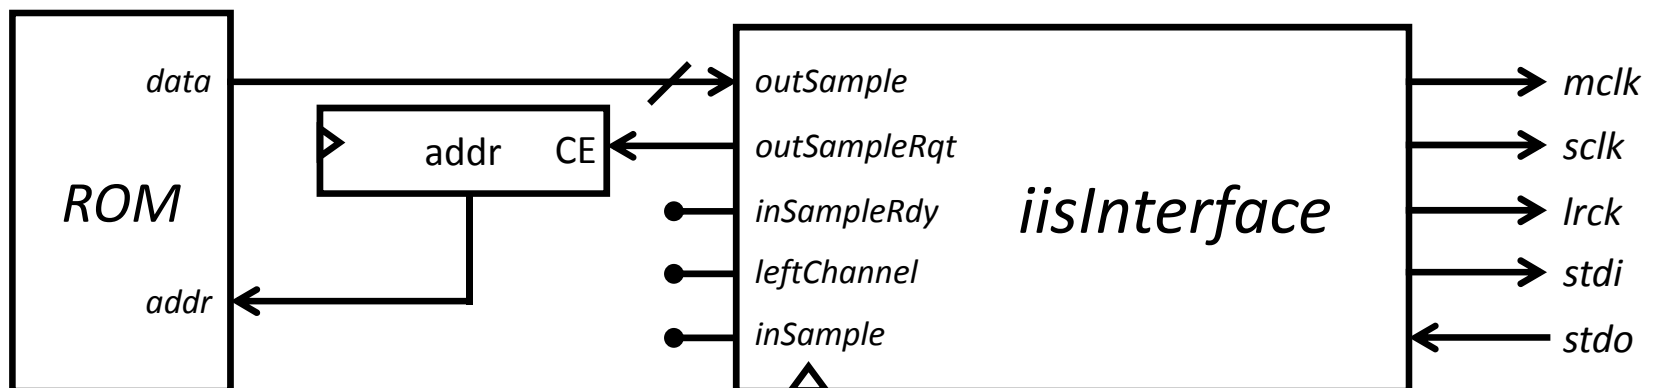 data
addr
ROM
addr
CE
outSample
outSampleRqt
inSampleRdy
leftChannel
inSample
iisInterface
mclk
sclk
lrck
stdi
stdo